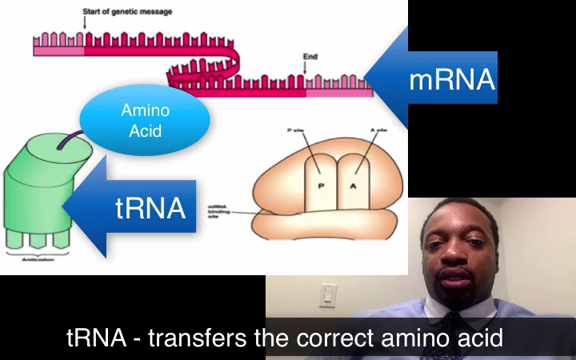 Start of genetic message
End
mRNA
Amino
Acid
P site
A site
P
A
tRNA
mRNA
binding
site
Anticodon
tRNA - transfers the correct amino acid